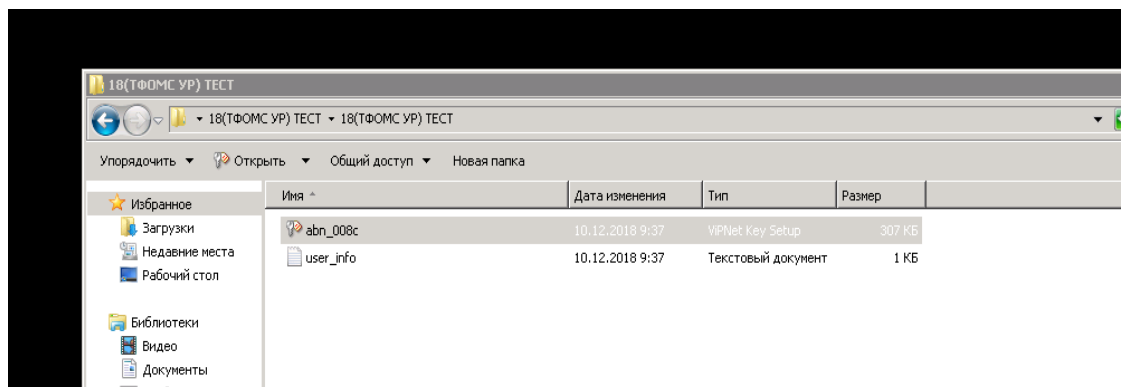 18(ТФОМС УР) ТЕСТ
18(ТФОМС УР) ТЕСТ 18(ТФОМС УР) ТЕСТ
Упорядочить Открыть Общий доступ Новая папка
Избранное
Загрузки
Недавние места
Рабочий стол
Библиотеки
Видео
Документы
Имя Дата изменения Тип Размер
abn_008c 10.12.2018 9:37 ViPNet Key Setup 307 КБ
user_info 10.12.2018 9:37 Текстовый документ 1 КБ